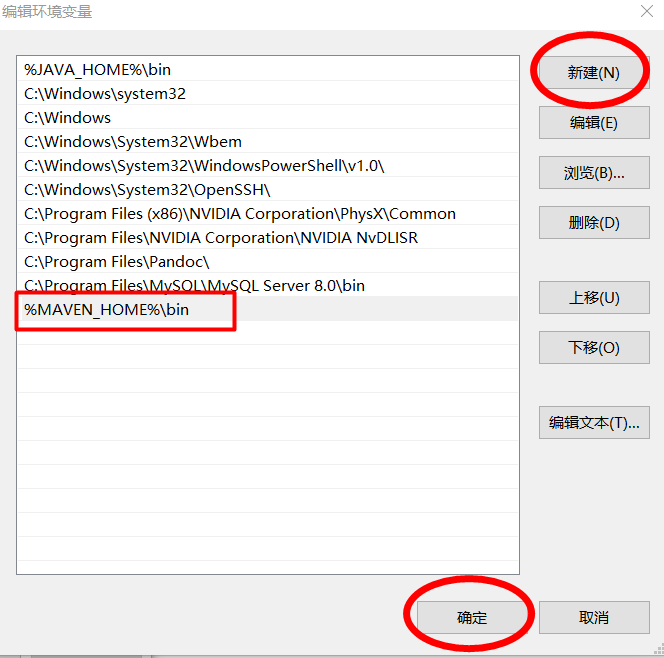 编辑环境变量
%JAVA_HOME%\bin
C:\Windows\system32
C:\Windows
C:\Windows\System32\Wbem
C:\Windows\System32\WindowsPowerShell\v1.0\
C:\Windows\System32\OpenSSH\
C:\Program Files (x86)\NVIDIA Corporation\PhysX\Common
C:\Program Files\NVIDIA Corporation\NVIDIA NvDLISR
C:\Program Files\Pandoc\
C:\Program Files\MySQL\MySQL Server 8.0\bin
%MAVEN_HOME%\bin
新建(N)
编辑(E)
浏览(B)...
删除(D)
上移(U)
下移(O)
编辑文本(T)...
确定
取消